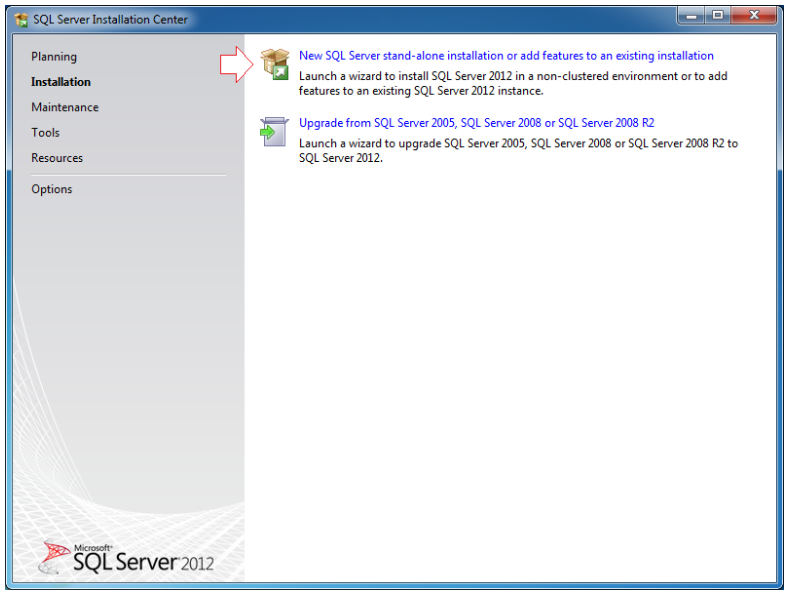 SQL Server Installation Center
Planning
Installation
Maintenance
Tools
Resources
Options
New SQL Server stand-alone installation or add features to an existing installation
Launch a wizard to install SQL Server 2012 in a non-clustered environment or to add
features to an existing SQL Server 2012 instance.
Upgrade from SQL Server 2005, SQL Server 2008 or SQL Server 2008 R2
Launch a wizard to upgrade SQL Server 2005, SQL Server 2008 or SQL Server 2008 R2 to
SQL Server 2012.
Microsoft®
SQL Server 2012